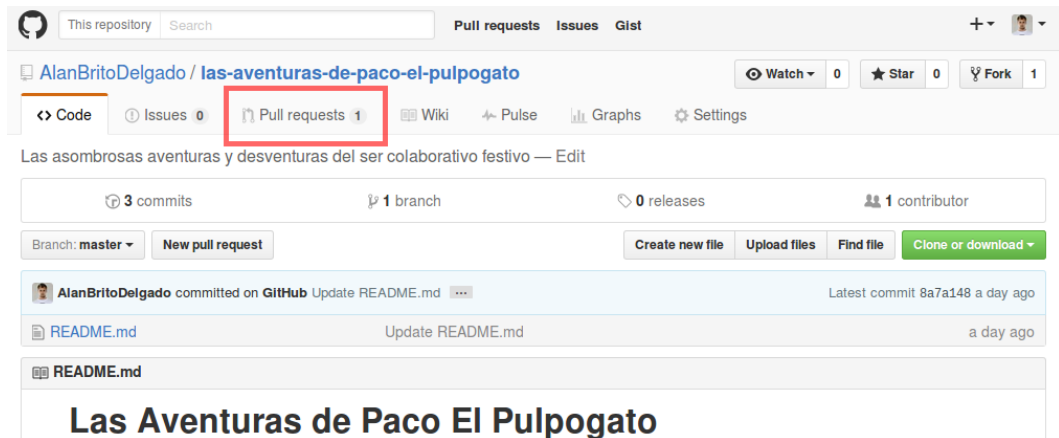 This repository Search Pull requests Issues Gist
AlanBritoDelgado / las-aventuras-de-paco-el-pulpogato Watch 0 Star 0 Fork 1
Code Issues 0 Pull requests 1 Wiki Pulse Graphs Settings
Las asombrosas aventuras y desventuras del ser colaborativo festivo — Edit
3 commits 1 branch 0 releases 1 contributor
Branch: master New pull request Create new file Upload files Find file Clone or download
AlanBritoDelgado committed on GitHub Update README.md ... Latest commit 8a7a148 a day ago
README.md Update README.md a day ago
README.md
Las Aventuras de Paco El Pulpogato